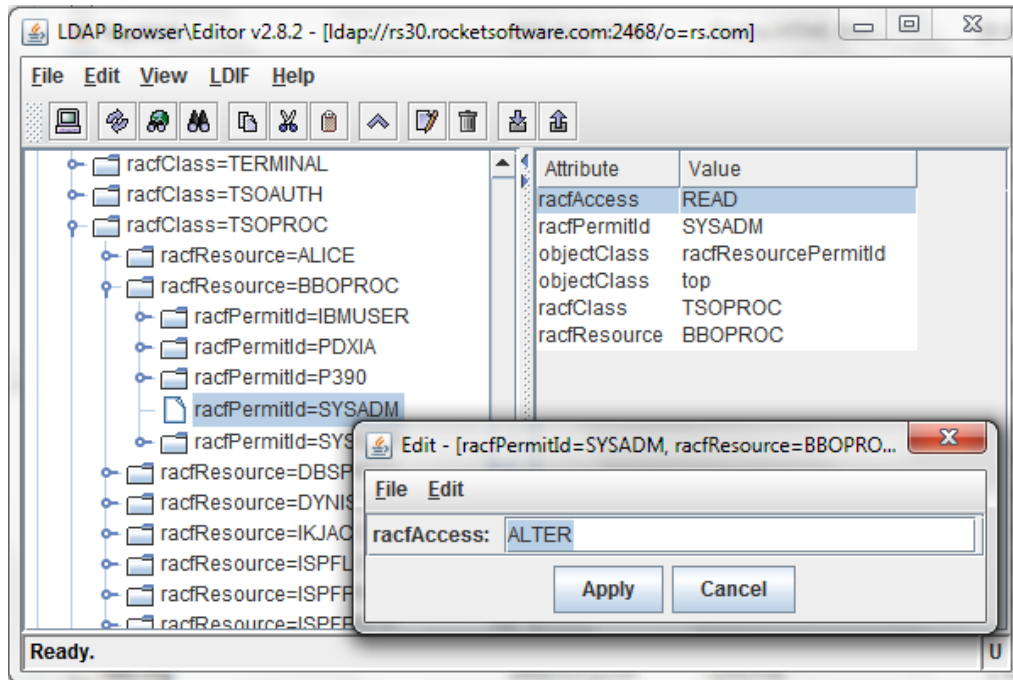 LDAP Browser\Editor v2.8.2 - [ldap://rs30.rocketsoftware.com:2468/o=rs.com]
File Edit View LDIF Help
racfClass=TERMINAL
racfClass=TSOAUTH
racfClass=TSOPROC
racfResource=ALICE
racfResource=BBOPROC
racfPermitId=IBMUSER
racfPermitId=PDXIA
racfPermitId=P390
racfPermitId=SYSADM
racfPermitId=SYS
racfResource=DBSP
racfResource=DYNIS
racfResource=IKJAC
racfResource=ISPFL
racfResource=ISPFP
Attribute Value
racfAccess READ
racfPermitId SYSADM
objectClass racfResourcePermitId
objectClass top
racfClass TSOPROC
racfResource BBOPROC
Edit - [racfPermitId=SYSADM, racfResource=BBOPRO...
File Edit
racfAccess: ALTER
Apply Cancel
Ready.
U